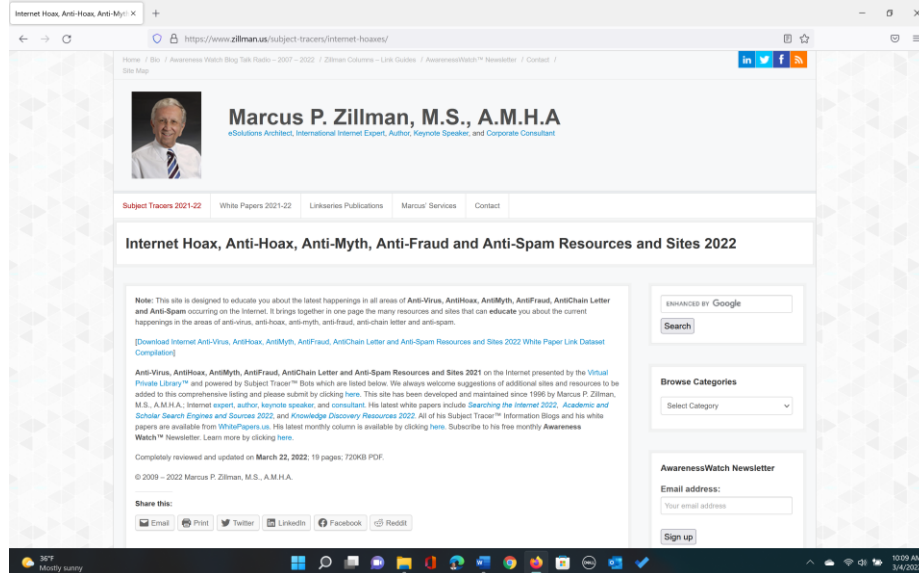 Internet Hoax, Anti-Hoax, Anti-Myt
https://www.zillman.us/subject-tracers/internet-hoaxes/
Home / Bio / Awareness Watch Blog Talk Radio – 2007 – 2022 / Zillman Columns – Link Guides / AwarenessWatch™ Newsletter / Contact /
Site Map
Marcus P. Zillman, M.S., A.M.H.A
eSolutions Architect, International Internet Expert, Author, Keynote Speaker, and Corporate Consultant
Subject Tracers 2021-22
White Papers 2021-22
Linkseries Publications
Marcus' Services
Contact
Internet Hoax, Anti-Hoax, Anti-Myth, Anti-Fraud and Anti-Spam Resources and Sites 2022
Note: This site is designed to educate you about the latest happenings in all areas of Anti-Virus, AntiHoax, AntiMyth, AntiFraud, AntiChain Letter
and Anti-Spam occurring on the Internet. It brings together in one page the many resources and sites that can educate you about the current
happenings in the areas of anti-virus, anti-hoax, anti-myth, anti-fraud, anti-chain letter and anti-spam.
[Download Internet Anti-Virus, AntiHoax, AntiMyth, AntiFraud, AntiChain Letter and Anti-Spam Resources and Sites 2022 White Paper Link Dataset
Compilation]
Anti-Virus, AntiHoax, AntiMyth, AntiFraud, AntiChain Letter and Anti-Spam Resources and Sites 2021 on the Internet presented by the Virtual
Private Library™ and powered by Subject Tracer™ Bots which are listed below. We always welcome suggestions of additional sites and resources to be
added to this comprehensive listing and please submit by clicking here. This site has been developed and maintained since 1996 by Marcus P. Zillman,
M.S., A.M.H.A.; Internet expert, author, keynote speaker, and consultant. His latest white papers include Searching the Internet 2022, Academic and
Scholar Search Engines and Sources 2022, and Knowledge Discovery Resources 2022. All of his Subject Tracer™ Information Blogs and his white
papers are available from WhitePapers.us. His latest monthly column is available by clicking here. Subscribe to his free monthly Awareness
Watch™ Newsletter. Learn more by clicking here.
Completely reviewed and updated on March 22, 2022; 19 pages; 720KB PDF.
© 2009 – 2022 Marcus P. Zillman, M.S., A.M.H.A.
Share this:
Email
Print
Twitter
LinkedIn
Facebook
Reddit
ENHANCED BY Google
Search
Browse Categories
Select Category
AwarenessWatch Newsletter
Email address:
Your email address
Sign up
36°F
Mostly sunny
10:09 AM